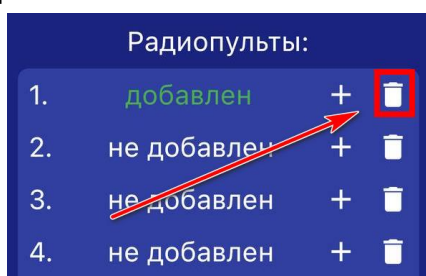 Радиопульты:
1. добавлен +
2. не добавлен +
3. не добавлен +
4. не добавлен +